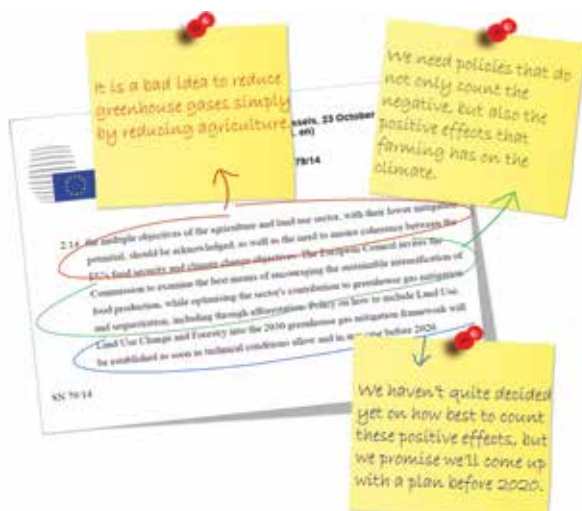 It is a bad idea to reduce
greenhouse gases simply
by reducing agriculture
We need policies that do
not only count the
negative, but also the
positive effects that
farming has on the
climate.
ssels, 23 October
. en)
79/14
2.14 the multiple objectives of the agriculture and land use sector, with their lower mitigation
potential, should be acknowledged, as well as the need to ensure coherence between the
EU's food security and climate change objectives. The European Council invites the
Commission to examine the best means of encouraging the sustainable intensification of
food production, while optimising the sector's contribution to greenhouse gas mitigation
and sequestration, including through afforestation. Policy on how to include Land Use,
Land Use Change and Forestry into the 2030 greenhouse gas mitigation framework will
be established as soon as technical conditions allow and in any case before 2020.
SN 79/14
We haven't quite decided
yet on how best to count
these positive effects, but
we promise we'll come up
with a plan before 2020.